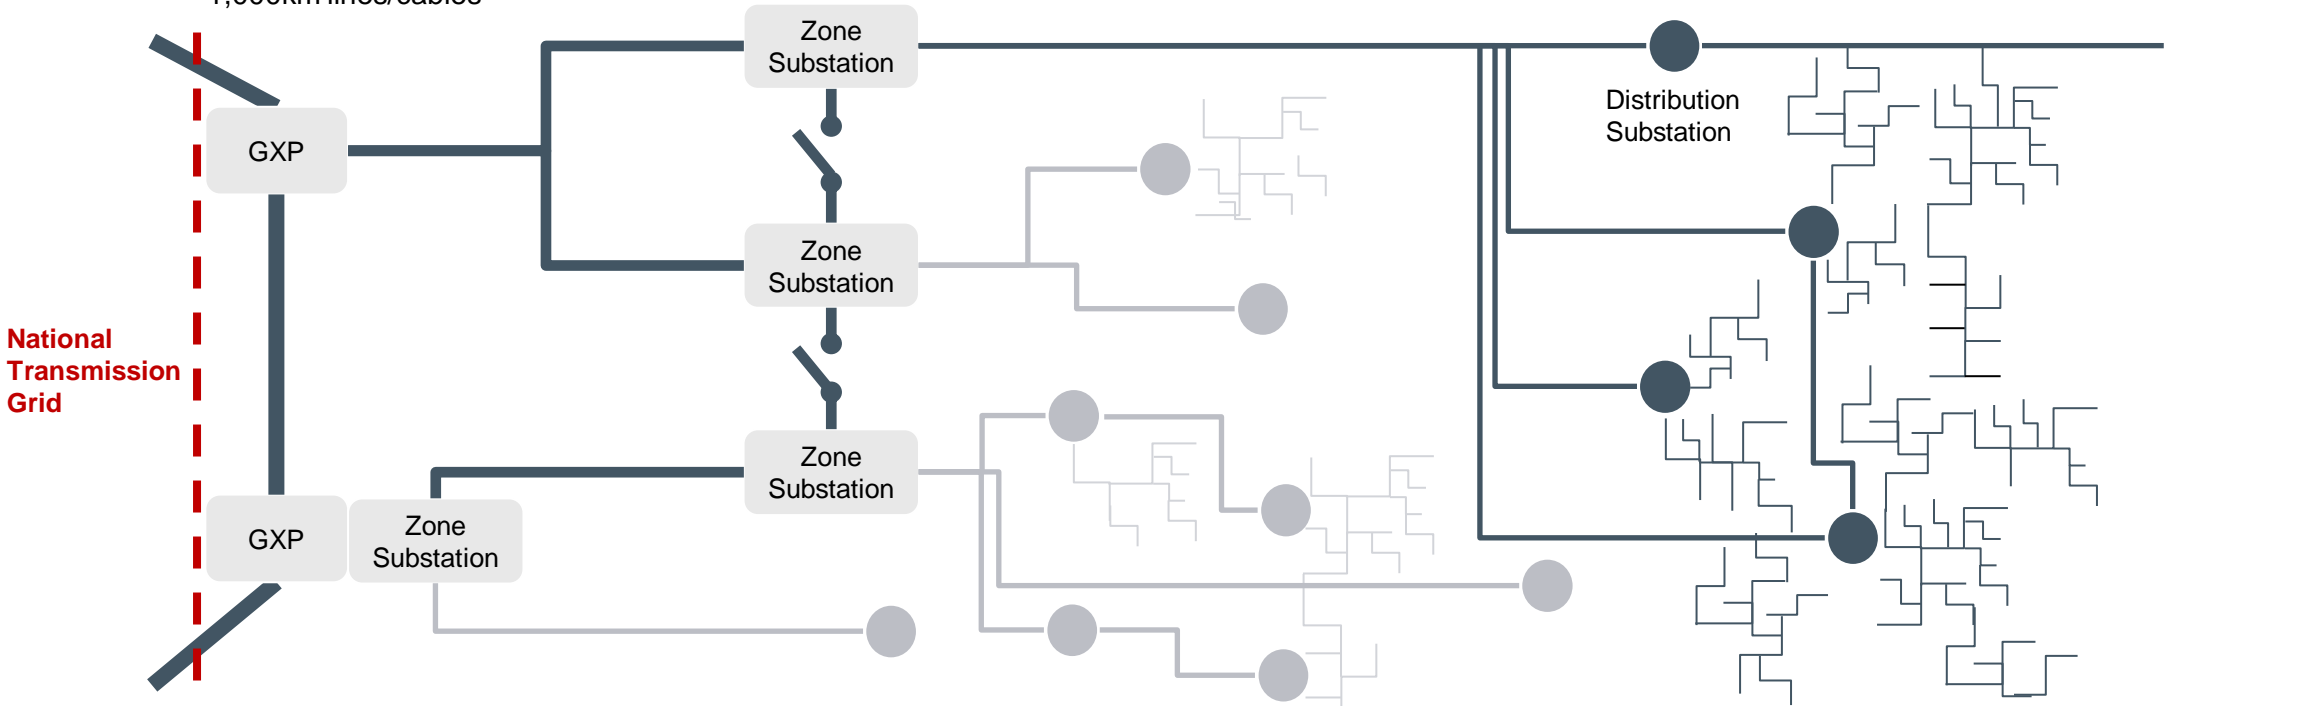 Zone
Substation
GXP
Distribution
Substation
Zone
Substation
National
Transmission
Grid
Zone
Substation
GXP
Zone
Substation